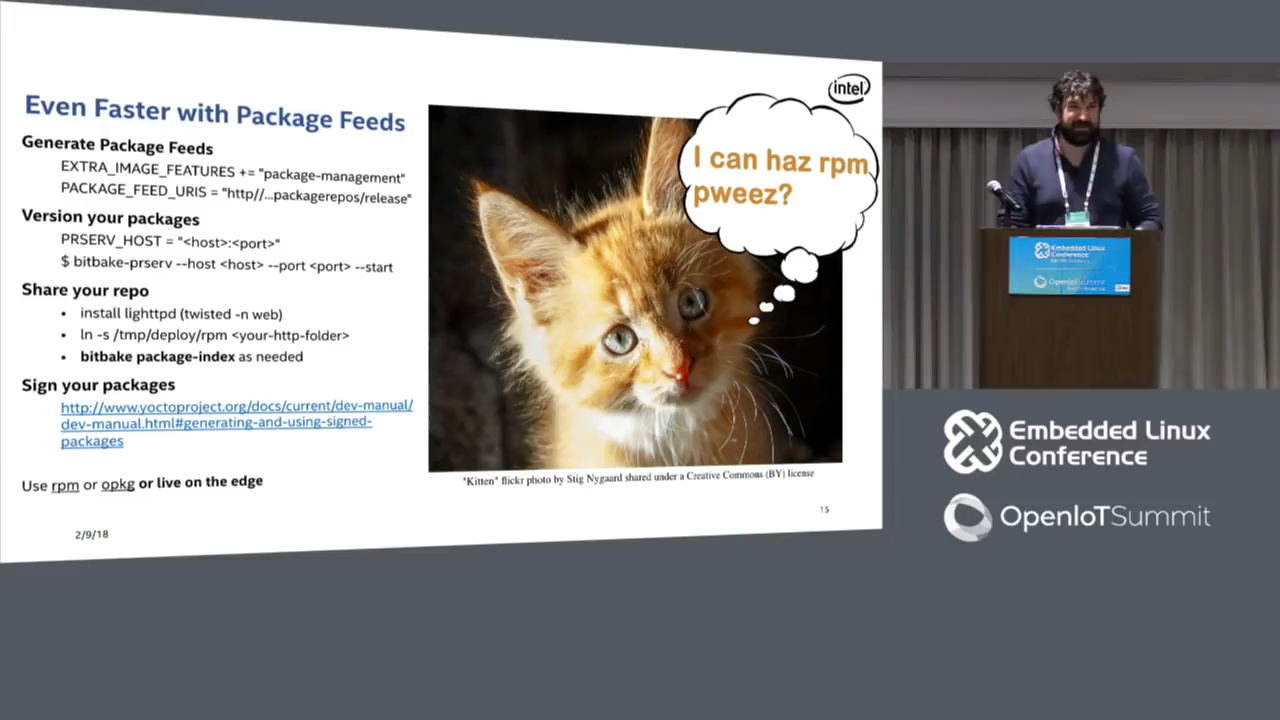 Even Faster with Package Feeds
Generate Package Feeds
EXTRA_IMAGE_FEATURES += "package-management"
PACKAGE_FEED_URIS = "http//...packagerepos/release"
Version your packages
PRSERV_HOST = "<host>:<port>"
$ bitbake-prserv --host <host> --port <port> --start
Share your repo
• install lighttpd (twisted -n web)
• ln -s /tmp/deploy/rpm <your-http-folder>
• bitbake package-index as needed
Sign your packages
http://www.yoctoproject.org/docs/current/dev-manual/
dev-manual.html#generating-and-using-signed-
packages
Use rpm or opkg or live on the edge
2/9/18
intel
I can haz rpm
pweez?
"Kitten" flickr photo by Stig Nygaard shared under a Creative Commons (BY) license
15
Embedded Linux
Conference
OpenIoTSummit
Embedded Linux
Conference
OpenIoTSummit